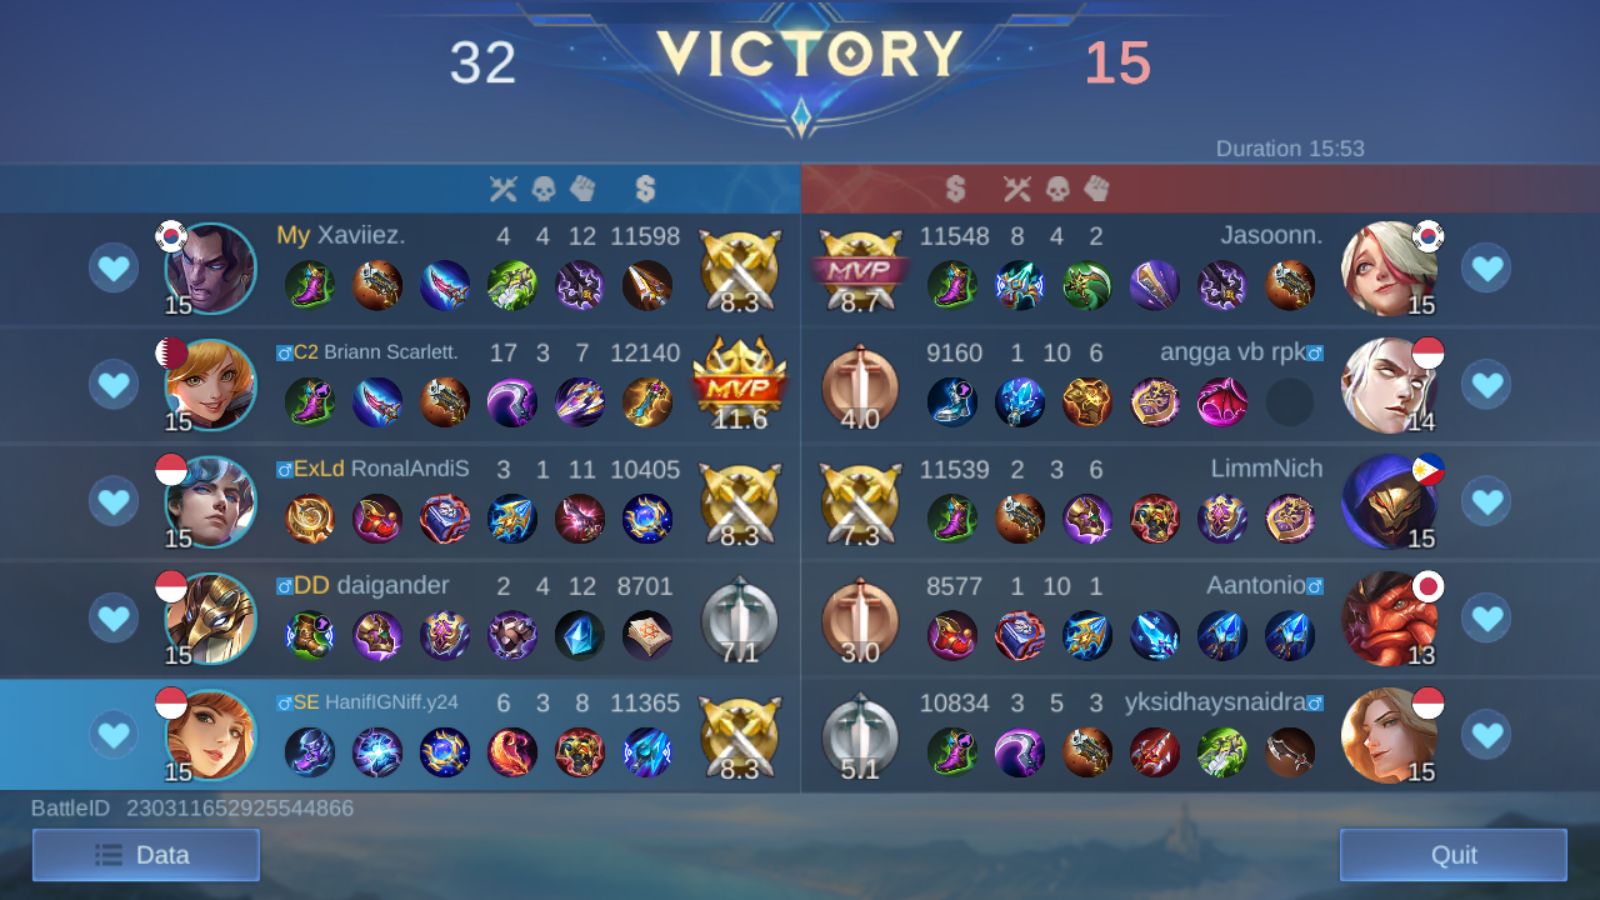 32 VICTORY 15
Duration 15:53
My Xaviiez. 4 4 12 11598
15 8.3
MVP 8.7 11548 8 4 2 Jasoonn.
15
C2 Briann Scarlett. 17 3 7 12140
15 MVP 11.6
4.0 9160 1 10 6 angga vb rpk
14
ExLd RonalAndiS 3 1 11 10405
15 8.3
7.3 11539 2 3 6 LimmNich
15
DD daigander 2 4 12 8701
15 7.1
3.0 8577 1 10 1 Aantonio
13
SE HanifIGNiff.y24 6 3 8 11365
15 8.3
5.1 10834 3 5 3 yksidhaysnaidra
15
BattleID 230311652925544866
Data
Quit